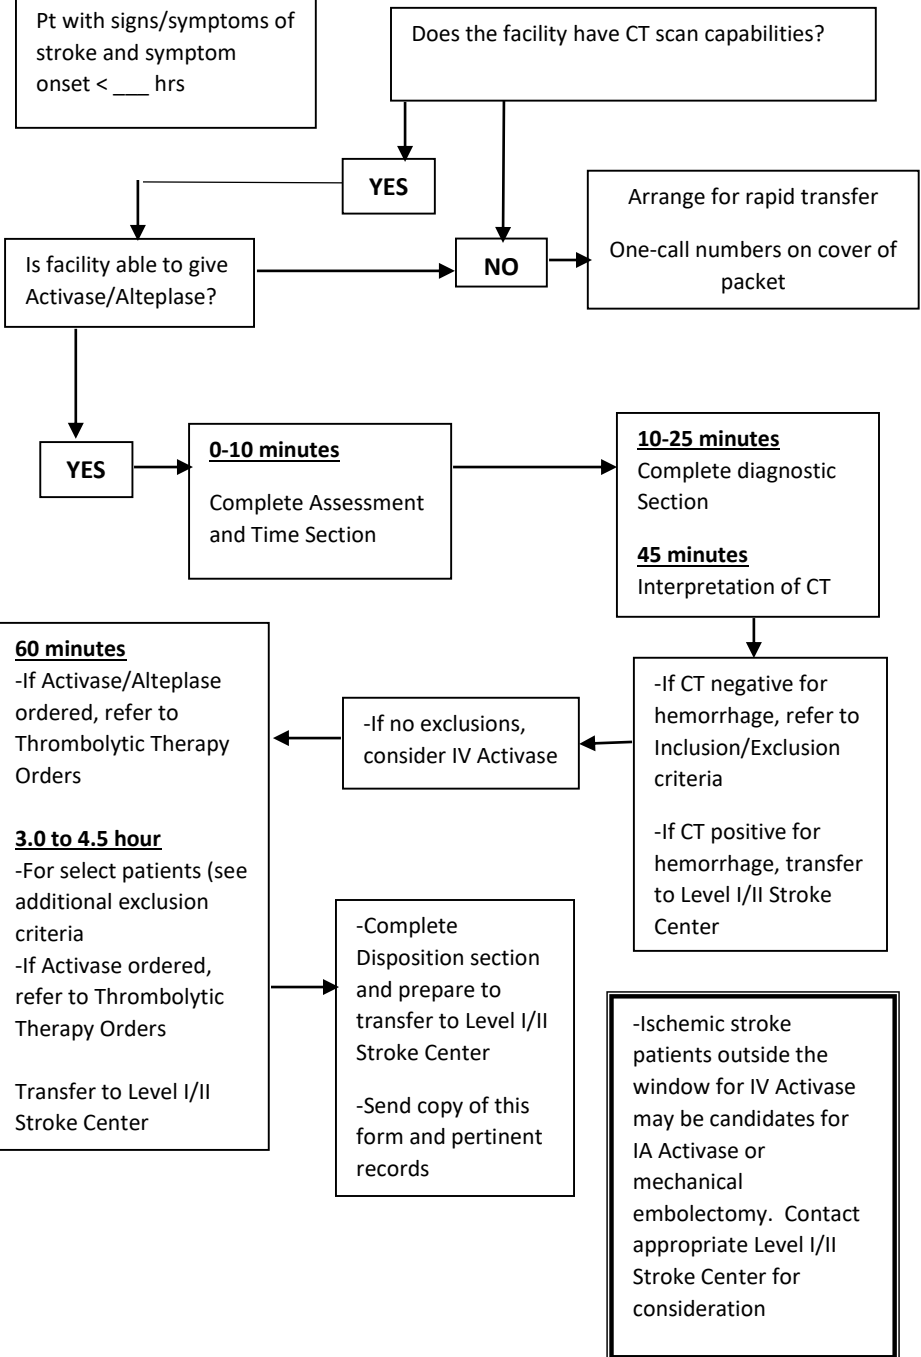 Pt with signs/symptoms of
stroke and symptom
onset < ___ hrs
Does the facility have CT scan capabilities?
YES
Arrange for rapid transfer
One-call numbers on cover of
packet
Is facility able to give
Activase/Alteplase?
NO
YES
0-10 minutes
Complete Assessment
and Time Section
10-25 minutes
Complete diagnostic
Section
45 minutes
Interpretation of CT
-If CT negative for
hemorrhage, refer to
Inclusion/Exclusion
criteria
-If CT positive for
hemorrhage, transfer
to Level I/II Stroke
Center
-If no exclusions,
consider IV Activase
60 minutes
-If Activase/Alteplase
ordered, refer to
Thrombolytic Therapy
Orders
3.0 to 4.5 hour
-For select patients (see
additional exclusion
criteria
-If Activase ordered,
refer to Thrombolytic
Therapy Orders
Transfer to Level I/II
Stroke Center
-Complete
Disposition section
and prepare to
transfer to Level I/II
Stroke Center
-Send copy of this
form and pertinent
records
-Ischemic stroke
patients outside the
window for IV Activase
may be candidates for
IA Activase or
mechanical
embolectomy.  Contact
appropriate Level I/II
Stroke Center for
consideration